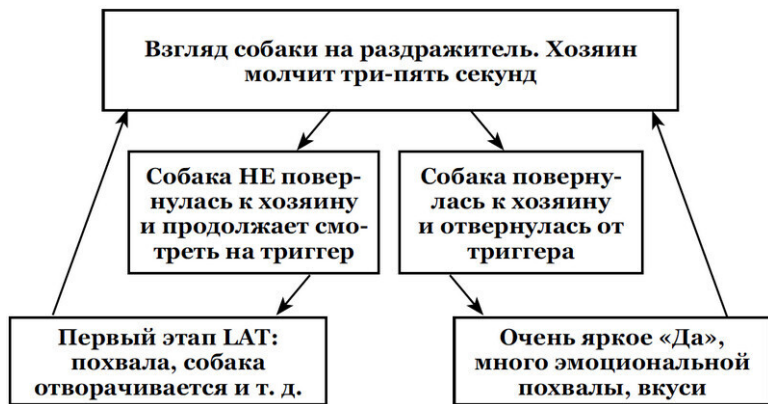 Взгляд собаки на раздражитель. Хозяин
молчит три-пять секунд
Собака НЕ повер-
нулась к хозяину
и продолжает смо-
треть на триггер
Собака повер­ну-
лась к хозяину
и отвернулась от
триггера
Первый этап LAT:
похвала, собака
отворачивается и т. д.
Очень яркое «Да»,
много эмоциональной
похвалы, вкуси